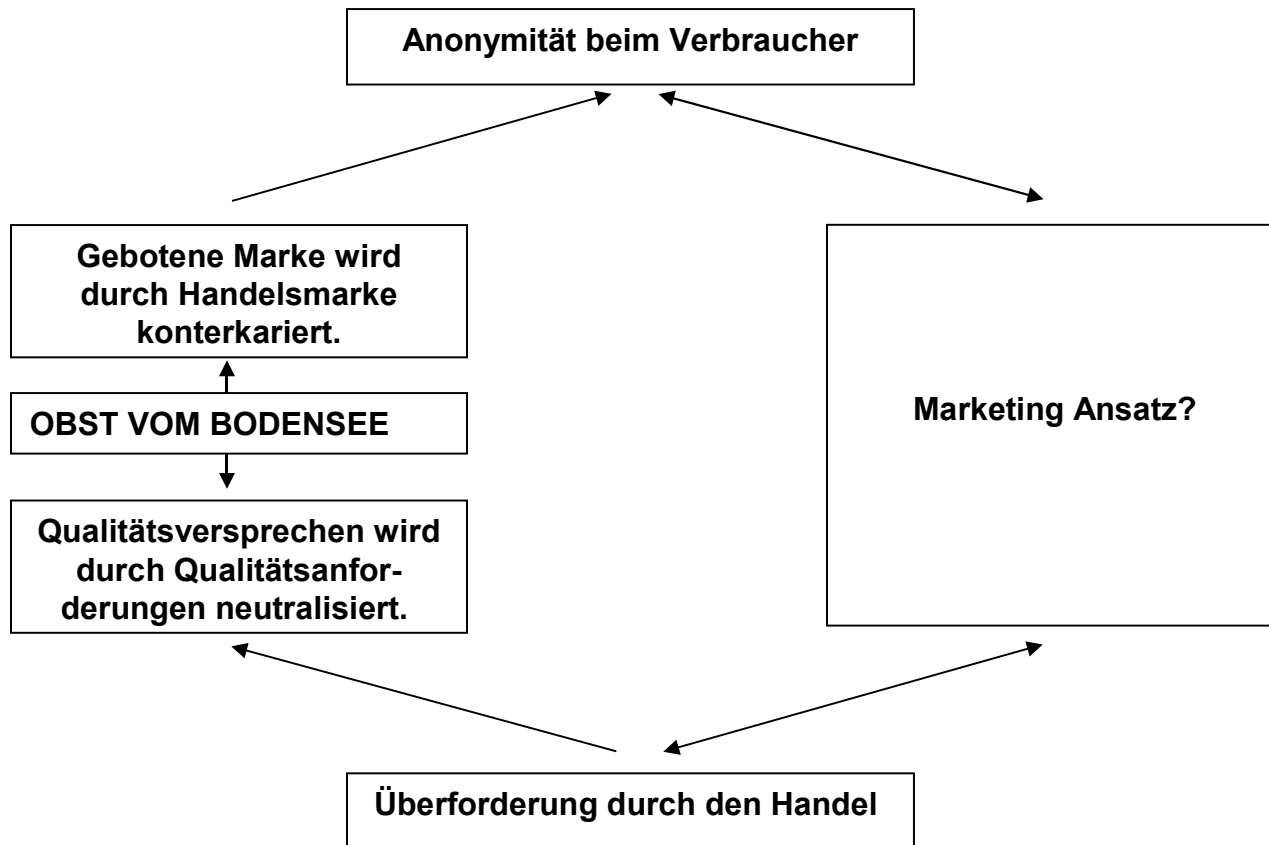 Anonymität beim Verbraucher
Gebotene Marke wird
durch Handelsmarke
konterkariert.
OBST VOM BODENSEE
Qualitätsversprechen wird
durch Qualitätsanfor-
derungen neutralisiert.
Marketing Ansatz?
Überforderung durch den Handel